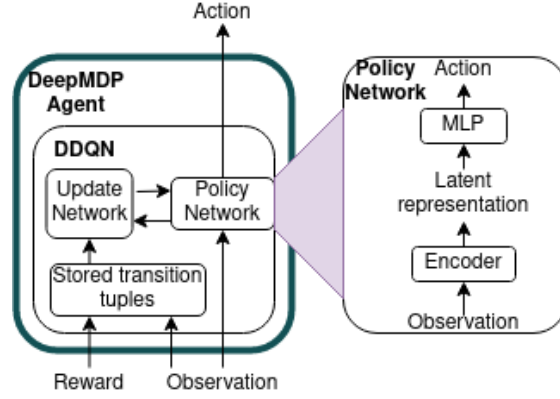 Action
DeepMDP
Agent
DDQN
Update
Network
Policy
Network
Stored transition
tuples
Reward
Observation
Policy
Network
Action
MLP
Latent
representation
Encoder
Observation